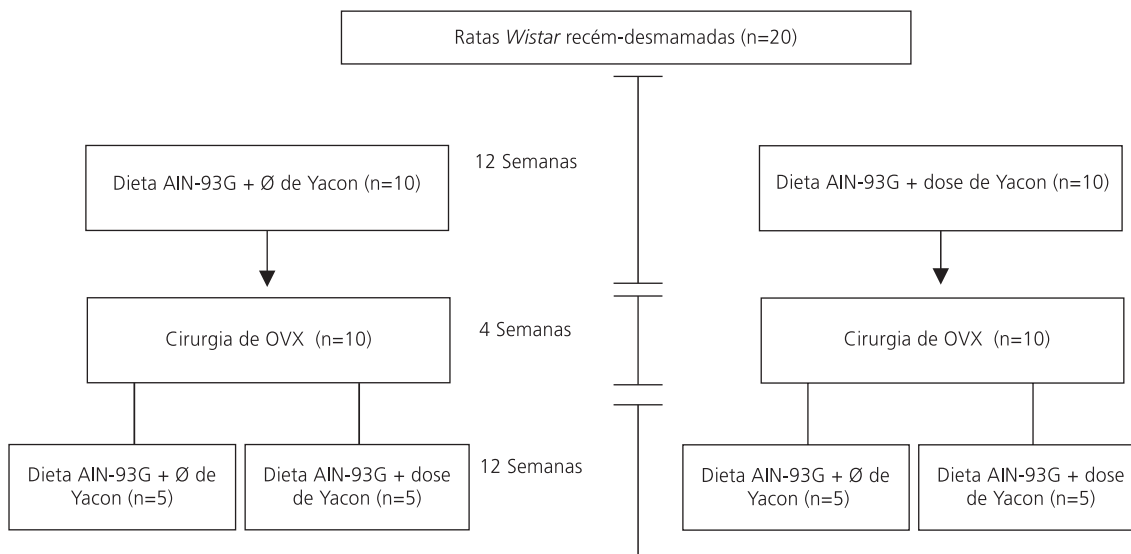 Ratas Wistar recém-desmamadas (n=20)
12 Semanas
Dieta AIN-93G + Ø de Yacon (n=10)
Dieta AIN-93G + dose de Yacon (n=10)
4 Semanas
Cirurgia de OVX (n=10)
Cirurgia de OVX (n=10)
12 Semanas
Dieta AIN-93G + Ø de
Yacon (n=5)
Dieta AIN-93G + dose
de Yacon (n=5)
Dieta AIN-93G + Ø de
Yacon (n=5)
Dieta AIN-93G + dose
de Yacon (n=5)